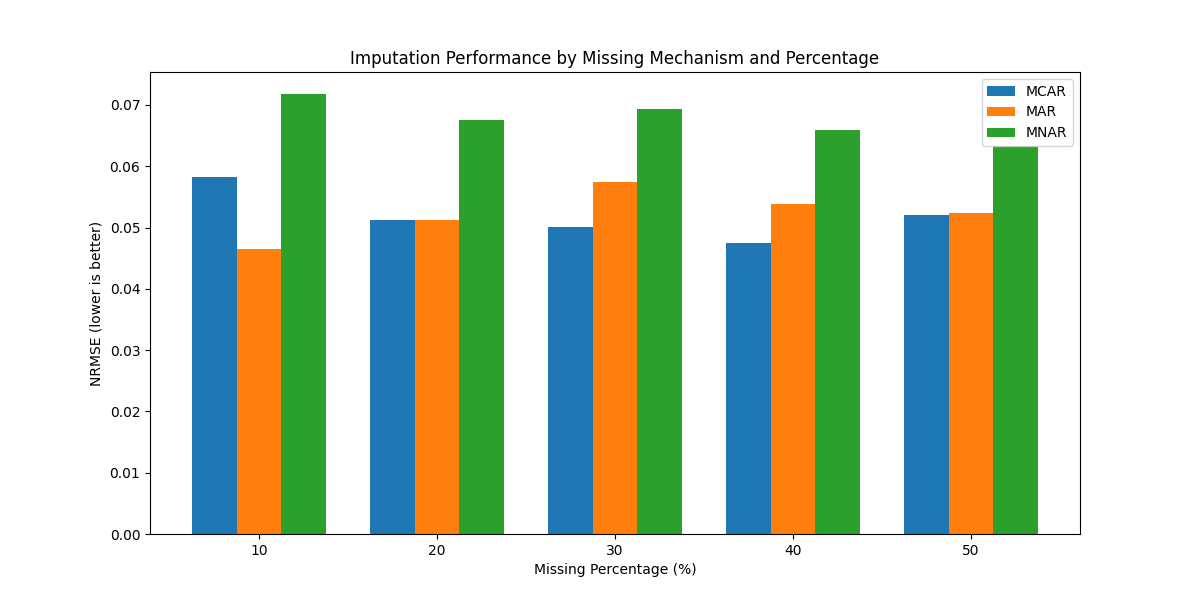 Imputation Performance by Missing Mechanism and Percentage
MCAR
MAR
MNAR
NRMSE (lower is better)
0.07
0.06
0.05
0.04
0.03
0.02
0.01
0.00
10 20 30 40 50
Missing Percentage (%)